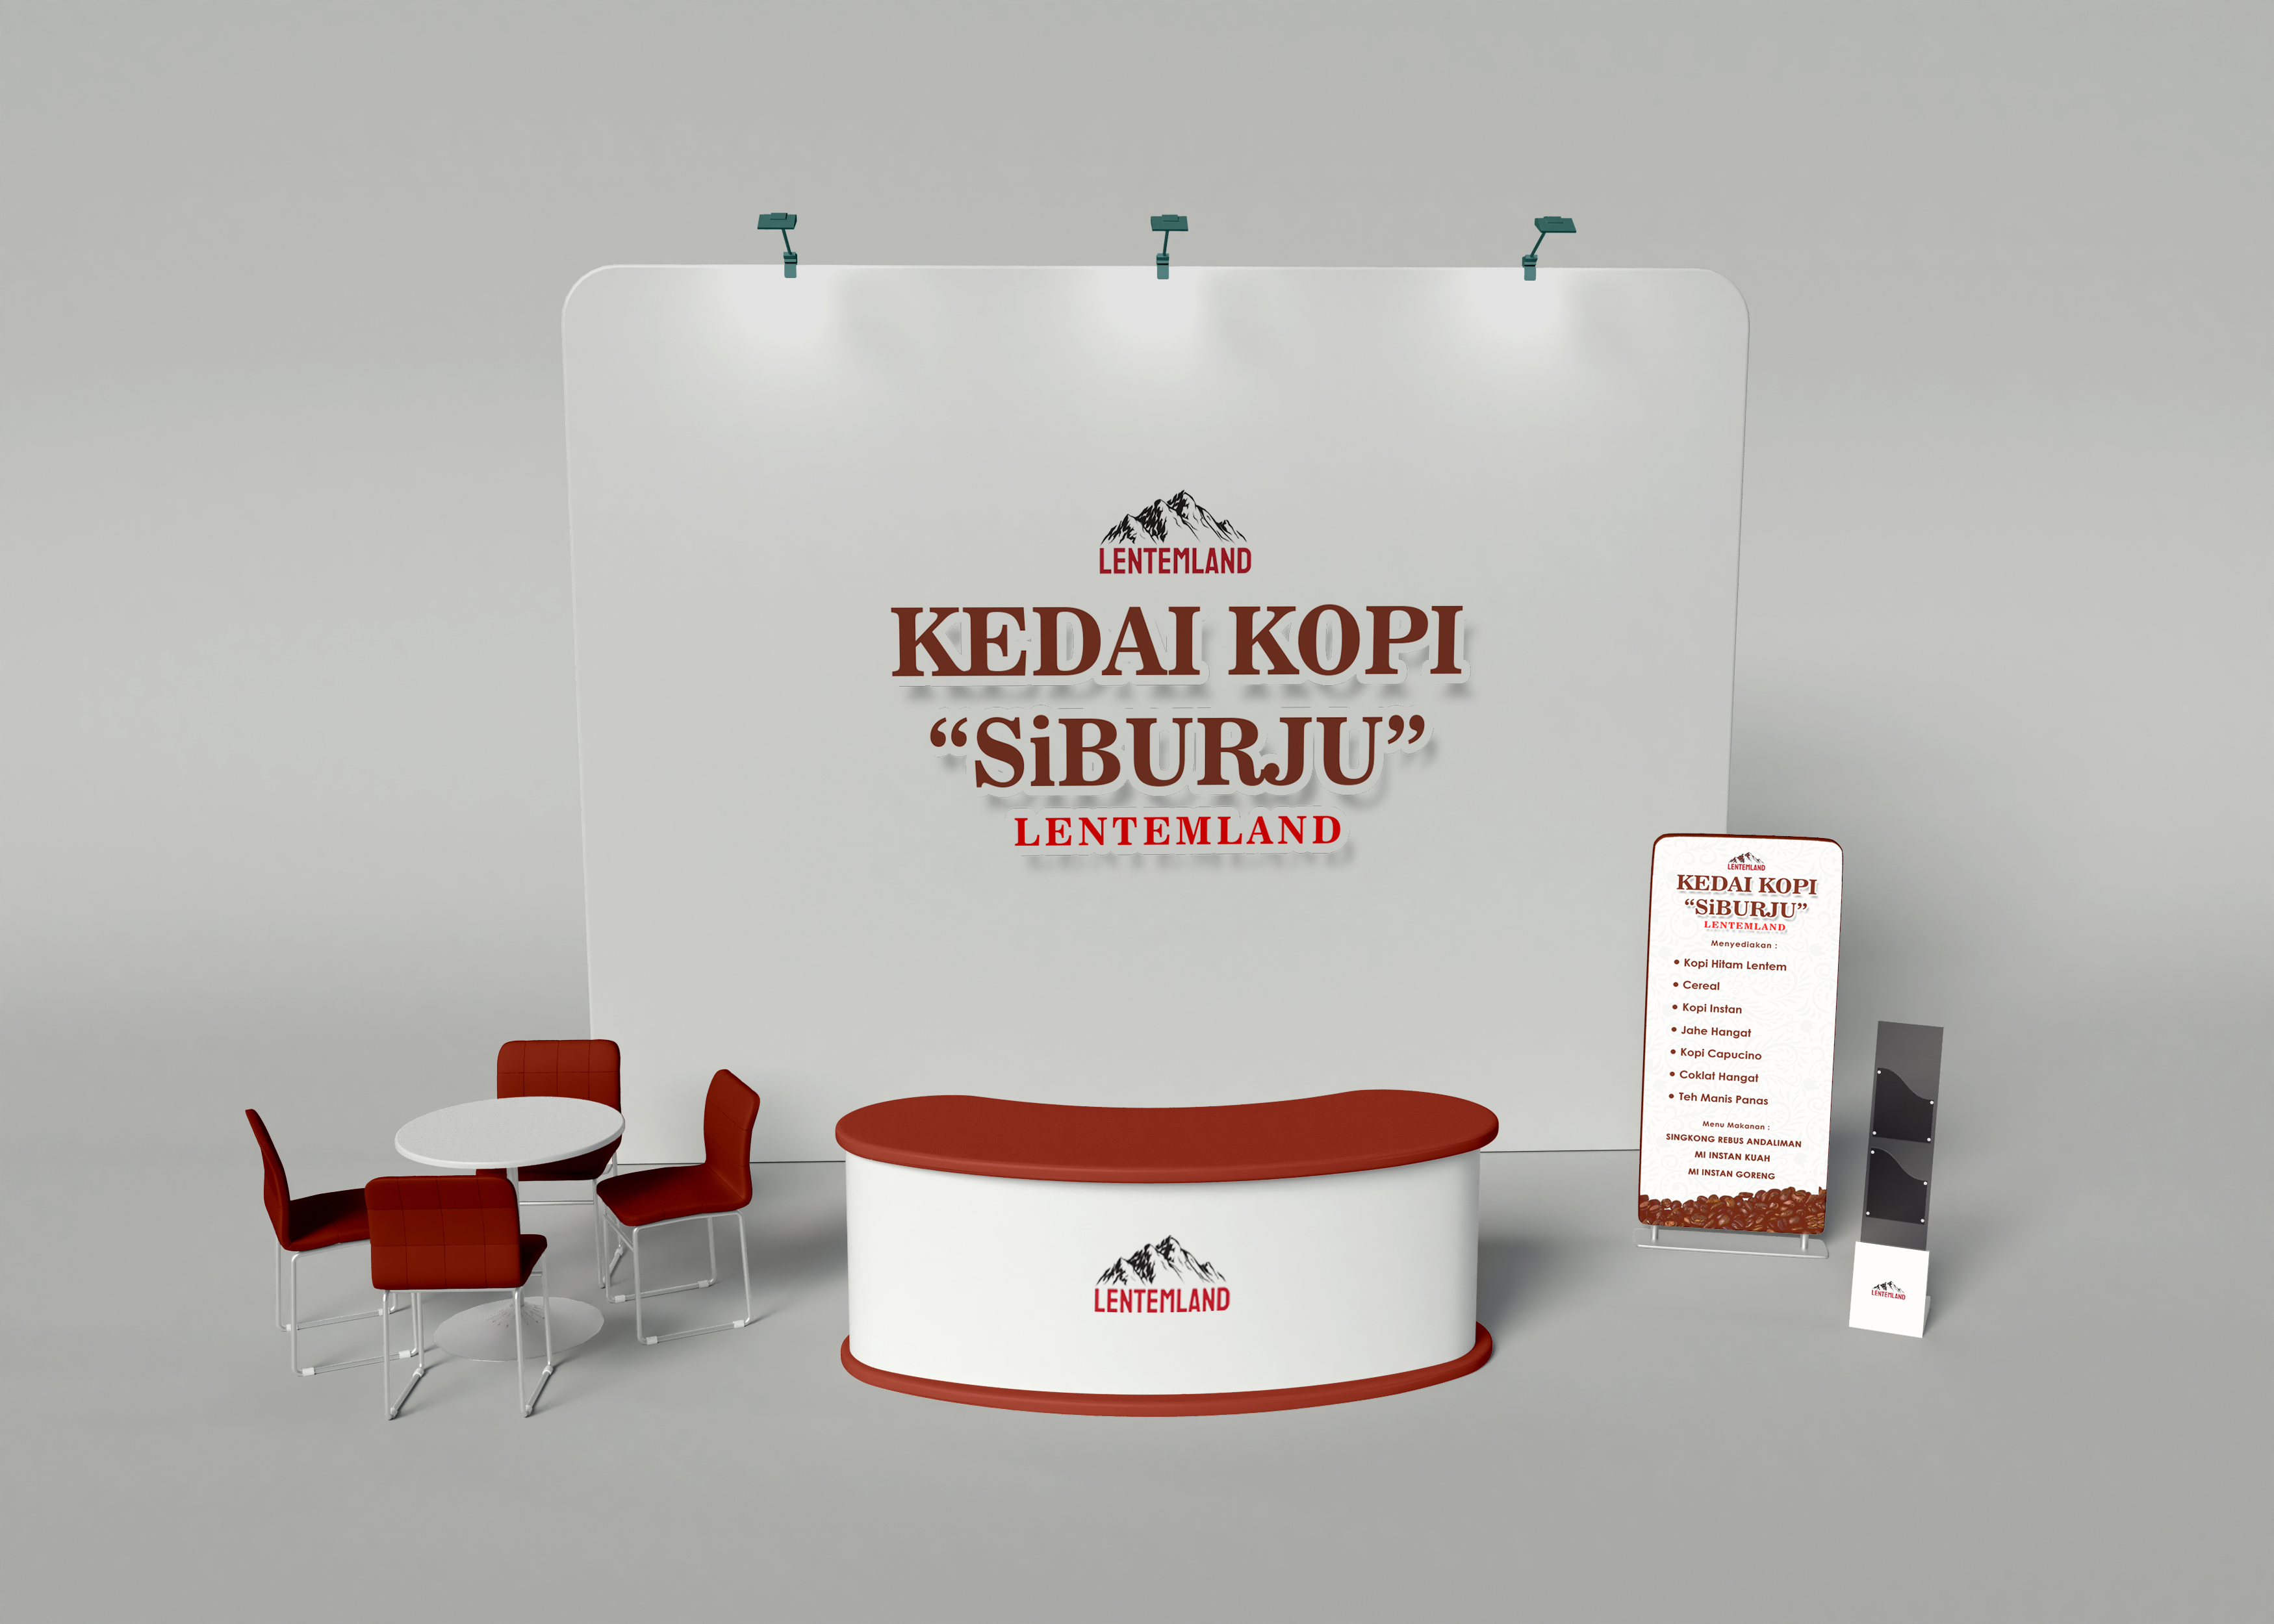 LENTEMLAND
KEDAI KOPI
“SiBURJU”
LENTEMLAND
LENTEMLAND
LENTEMLAND
KEDAI KOPI
“SiBURJU”
LENTEMLAND
Menyediakan :
• Kopi Hitam Lentem
• Cereal
• Kopi Instan
• Jahe Hangat
• Kopi Capucino
• Coklat Hangat
• Teh Manis Panas
Menu Makanan :
SINGKONG REBUS ANDALIMAN
MI INSTAN KUAH
MI INSTAN GORENG
LENTEMLAND